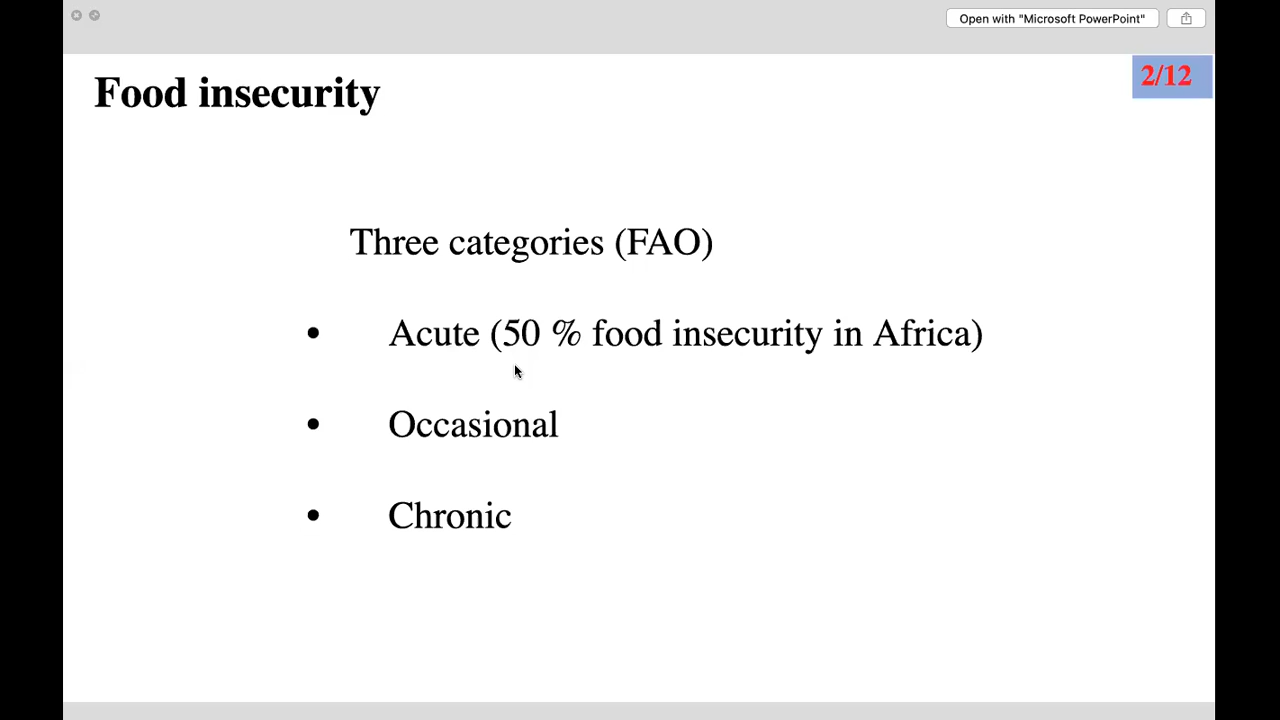 Open with "Microsoft PowerPoint"
Food insecurity
2/12
Three categories (FAO)
• Acute (50 % food insecurity in Africa)
• Occasional
• Chronic